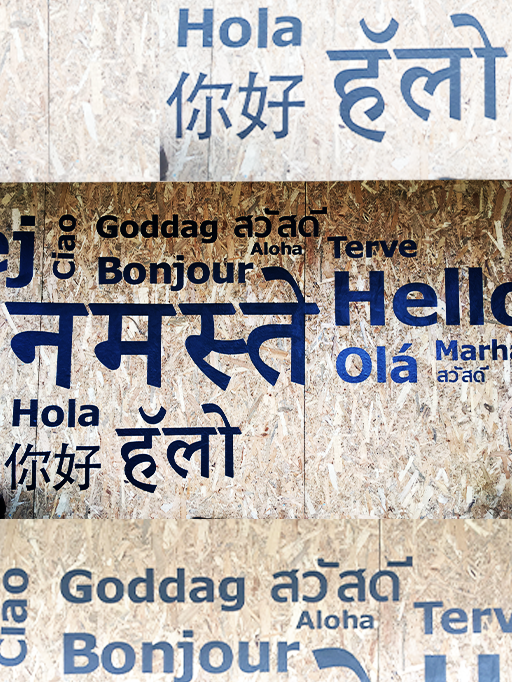 Hola
你好 हॅलो
ej Ciao Goddag สวัสดี
Aloha Terve
Bonjour
नमस्ते Hello
Olá Marha
สวัสดี
Hola
你好 हॅलो
Ciao Goddag สวัสดี
Aloha Terv
Bonjour